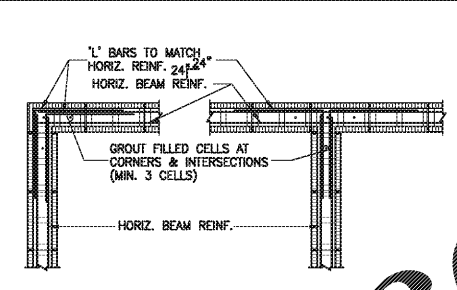 'L' BARS TO MATCH
HORIZ. REINF. 24"x24"
HORIZ. BEAM REINF.
GROUT FILLED CELLS AT
CORNERS & INTERSECTIONS
(MIN. 3 CELLS)
HORIZ. BEAM REINF.